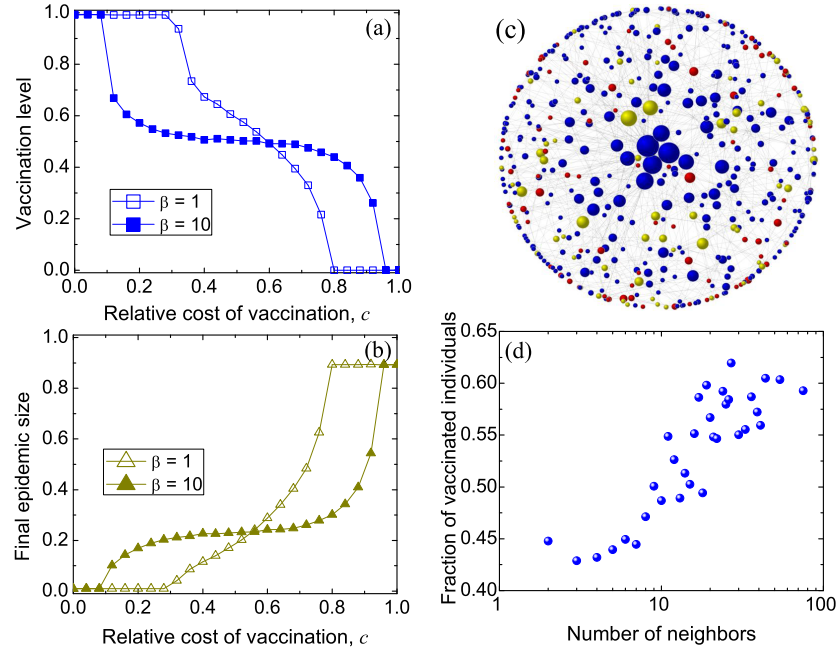 (a)
Vaccination level
1.0
0.8
0.6
0.4
0.2
0.0
β = 1
β = 10
0.0 0.2 0.4 0.6 0.8 1.0
Relative cost of vaccination, c
(b)
Final epidemic size
1.0
0.8
0.6
0.4
0.2
0.0
β = 1
β = 10
0.0 0.2 0.4 0.6 0.8 1.0
Relative cost of vaccination, c
(c)
(d)
Fraction of vaccinated individuals
0.65
0.60
0.55
0.50
0.45
0.40
1 10 100
Number of neighbors